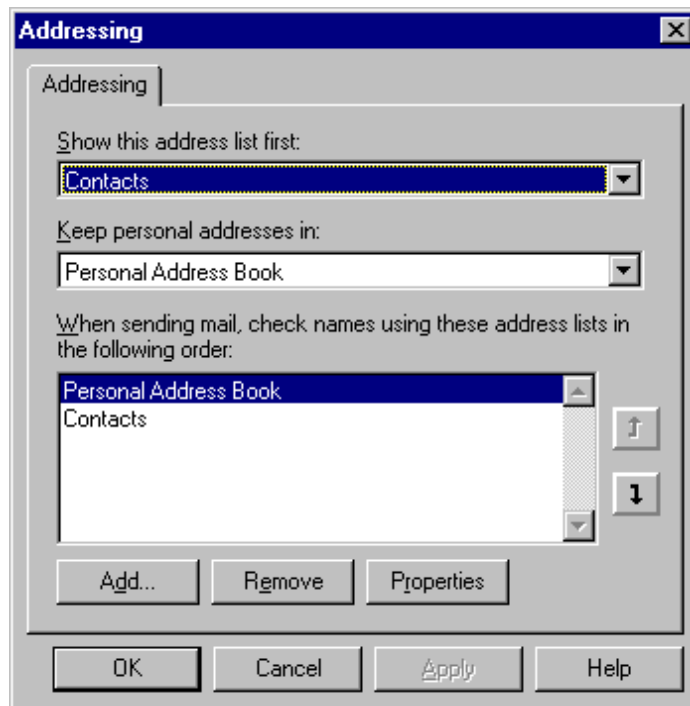 Addressing
Addressing
Show this address list first:
Contacts
Keep personal addresses in:
Personal Address Book
When sending mail, check names using these address lists in
the following order:
Personal Address Book
Contacts
Add... Remove Properties
OK Cancel Apply Help